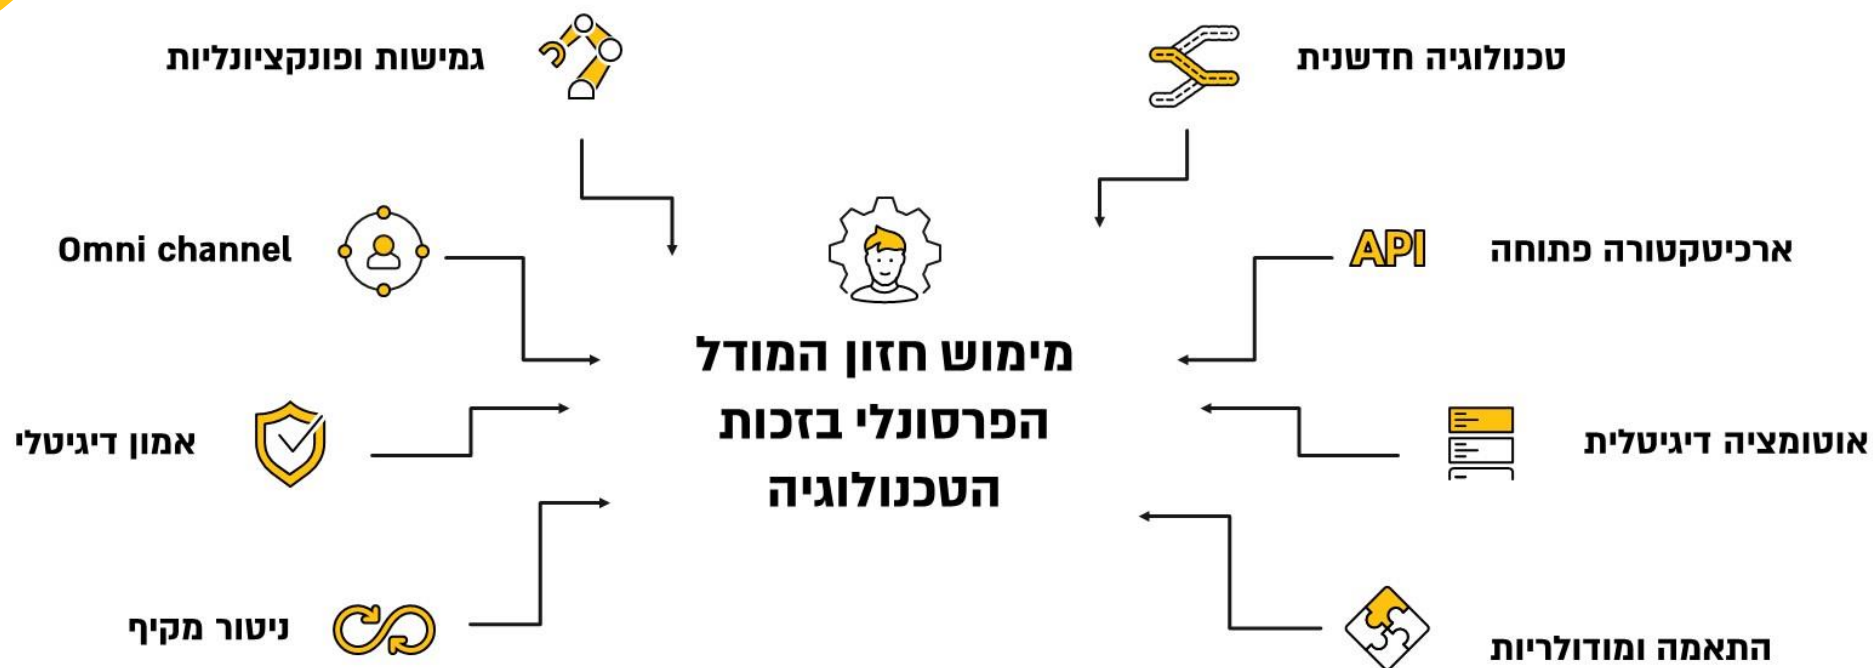 טכנולוגיה חדשנית
גמישות ופונקציונליות
API
ארכיטקטורה פתוחה
Omni channel
מימוש חזון המודל
הפרסונלי בזכות
הטכנולוגיה
אוטומציה דיגיטלית
אמון דיגיטלי
התאמה ומודולריות
ניטור מקיף